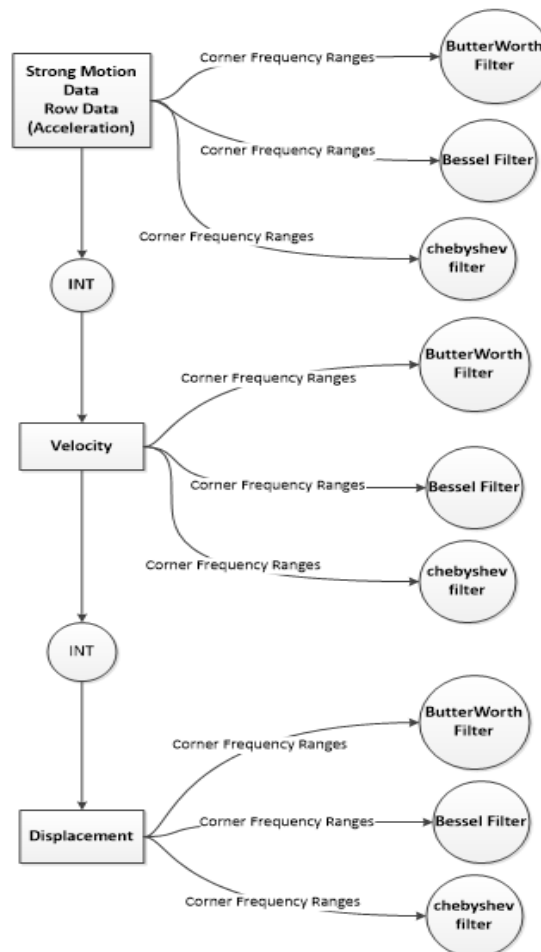 Strong Motion
Data
Row Data
(Acceleration)
Corner Frequency Ranges
ButterWorth
Filter
Corner Frequency Ranges
Bessel Filter
Corner Frequency Ranges
chebyshev
filter
INT
Velocity
Corner Frequency Ranges
ButterWorth
Filter
Corner Frequency Ranges
Bessel Filter
Corner Frequency Ranges
chebyshev
filter
INT
Displacement
Corner Frequency Ranges
ButterWorth
Filter
Corner Frequency Ranges
Bessel Filter
Corner Frequency Ranges
chebyshev
filter